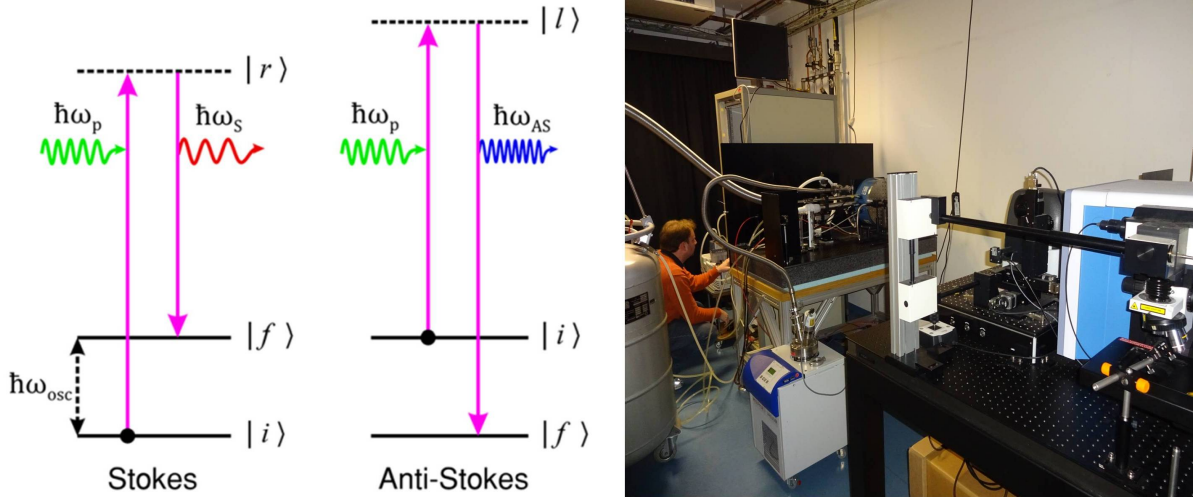 |r⟩
ħω_p
ħω_S
|f⟩
ħω_osc
|i⟩
Stokes
|l⟩
ħω_p
ħω_AS
|i⟩
|f⟩
Anti-Stokes